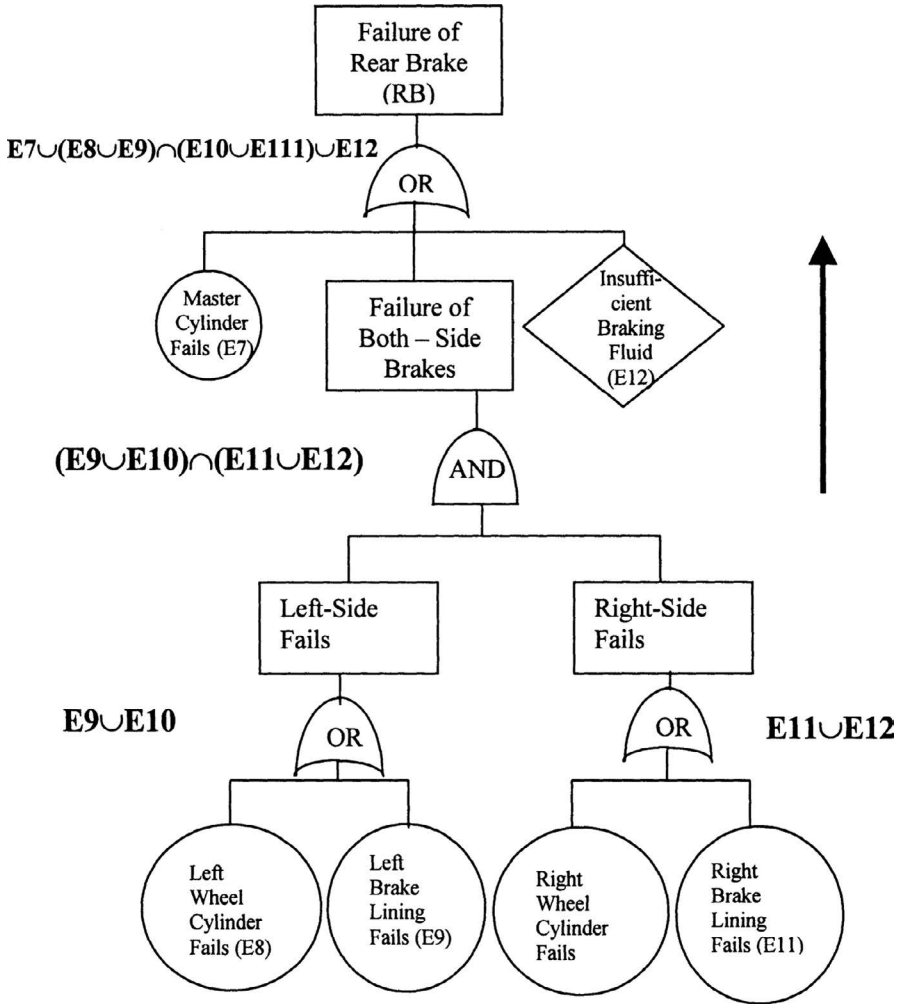 Failure of
Rear Brake
(RB)
E7∪(E8∪E9)∩(E10∪E111)∪E12
OR
Master
Cylinder
Fails (E7)
Failure of
Both – Side
Brakes
Insuffi-
cient
Braking
Fluid
(E12)
(E9∪E10)∩(E11∪E12)
AND
Left-Side
Fails
Right-Side
Fails
E9∪E10
OR
OR
E11∪E12
Left
Wheel
Cylinder
Fails (E8)
Left
Brake
Lining
Fails (E9)
Right
Wheel
Cylinder
Fails
Right
Brake
Lining
Fails (E11)